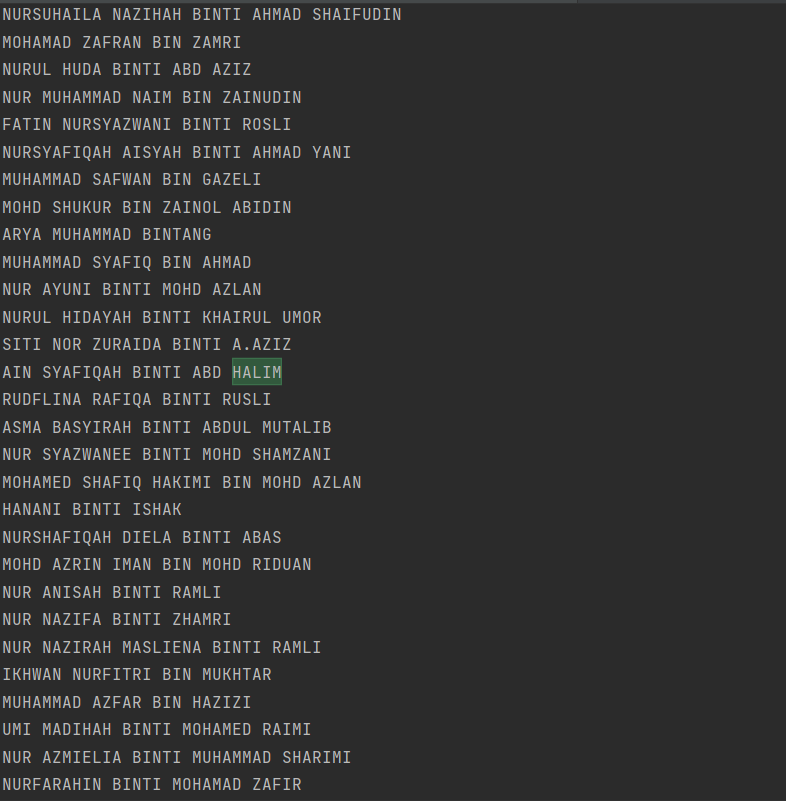 NURSUHAILA NAZIHAH BINTI AHMAD SHAIFUDIN
MOHAMAD ZAFRAN BIN ZAMRI
NURUL HUDA BINTI ABD AZIZ
NUR MUHAMMAD NAIM BIN ZAINUDIN
FATIN NURSYAZWANI BINTI ROSLI
NURSYAFIQAH AISYAH BINTI AHMAD YANI
MUHAMMAD SAFWAN BIN GAZELI
MOHD SHUKUR BIN ZAINOL ABIDIN
ARYA MUHAMMAD BINTANG
MUHAMMAD SYAFIQ BIN AHMAD
NUR AYUNI BINTI MOHD AZLAN
NURUL HIDAYAH BINTI KHAIRUL UMOR
SITI NOR ZURAIDA BINTI A.AZIZ
AIN SYAFIQAH BINTI ABD HALIM
RUDFLINA RAFIQA BINTI RUSLI
ASMA BASYIRAH BINTI ABDUL MUTALIB
NUR SYAZWANEE BINTI MOHD SHAMZANI
MOHAMED SHAFIQ HAKIMI BIN MOHD AZLAN
HANANI BINTI ISHAK
NURSHAFIQAH DIELA BINTI ABAS
MOHD AZRIN IMAN BIN MOHD RIDUAN
NUR ANISAH BINTI RAMLI
NUR NAZIFA BINTI ZHAMRI
NUR NAZIRAH MASLIENA BINTI RAMLI
IKHWAN NURFITRI BIN MUKHTAR
MUHAMMAD AZFAR BIN HAZIZI
UMI MADIHAH BINTI MOHAMED RAIMI
NUR AZMIELIA BINTI MUHAMMAD SHARIMI
NURFARAHIN BINTI MOHAMAD ZAFIR